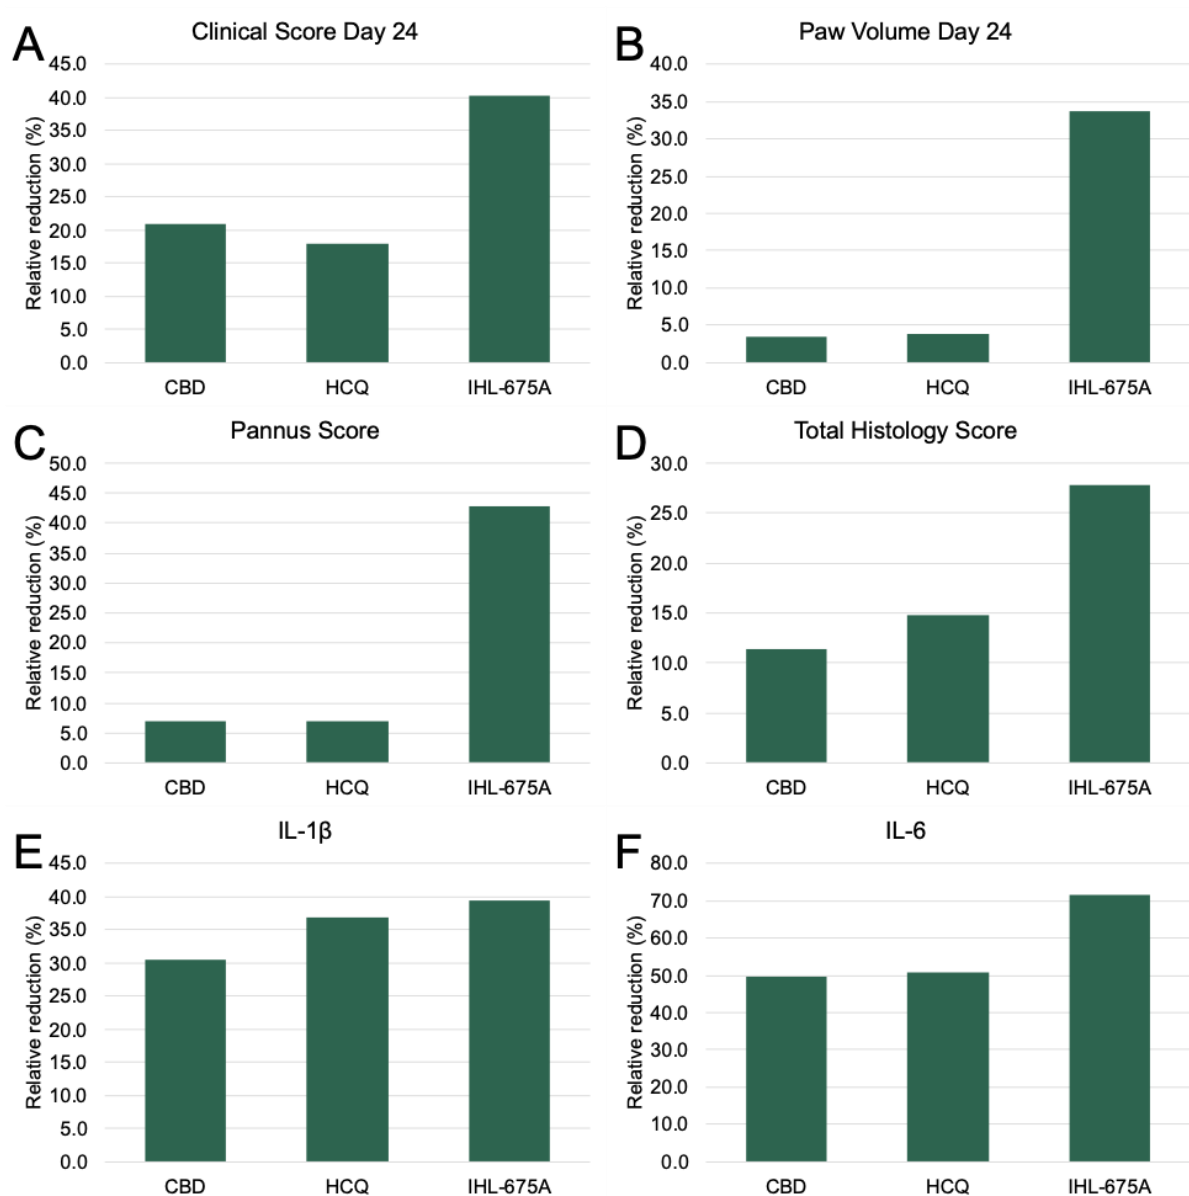 A
Clinical Score Day 24
Relative reduction (%)
45.0
40.0
35.0
30.0
25.0
20.0
15.0
10.0
5.0
0.0
CBD HCQ IHL-675A
B
Paw Volume Day 24
Relative reduction (%)
40.0
35.0
30.0
25.0
20.0
15.0
10.0
5.0
0.0
CBD HCQ IHL-675A
C
Pannus Score
Relative reduction (%)
50.0
45.0
40.0
35.0
30.0
25.0
20.0
15.0
10.0
5.0
0.0
CBD HCQ IHL-675A
D
Total Histology Score
Relative reduction (%)
30.0
25.0
20.0
15.0
10.0
5.0
0.0
CBD HCQ IHL-675A
E
IL-1β
Relative reduction (%)
45.0
40.0
35.0
30.0
25.0
20.0
15.0
10.0
5.0
0.0
CBD HCQ IHL-675A
F
IL-6
Relative reduction (%)
80.0
70.0
60.0
50.0
40.0
30.0
20.0
10.0
0.0
CBD HCQ IHL-675A